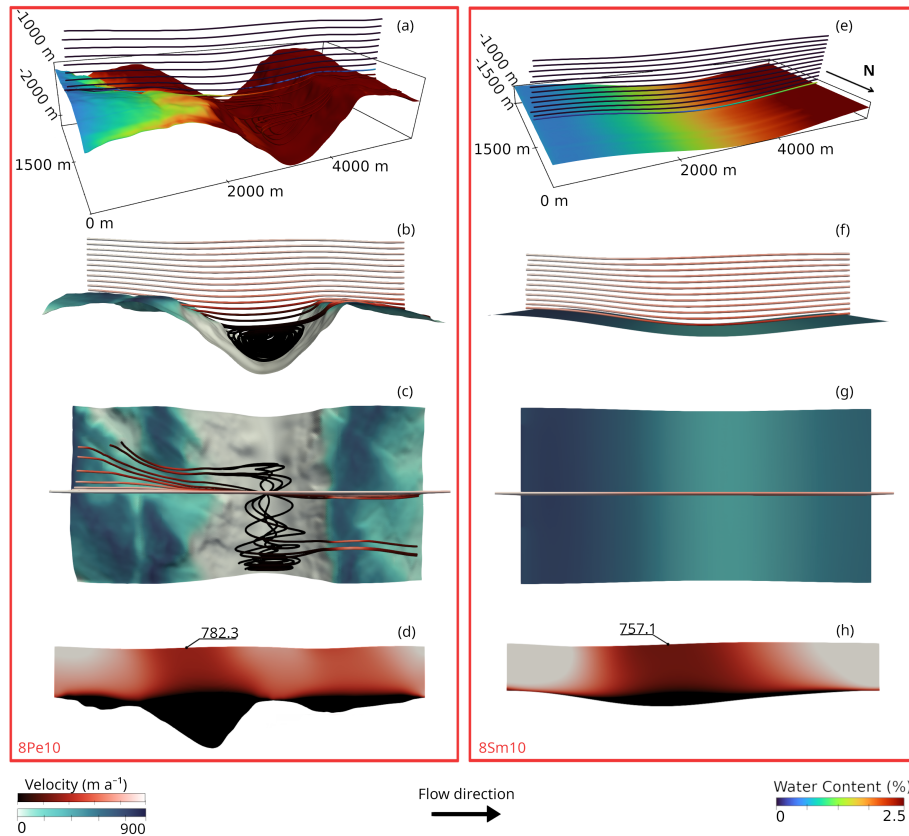 (a)
-1000 m
-2000 m
1500 m
0 m
2000 m
4000 m
(b)
(c)
(d)
782.3
8Pe10
(e)
-1000 m
-1500 m
N
1500 m
0 m
2000 m
4000 m
(f)
(g)
(h)
757.1
8Sm10
Velocity (m a⁻¹)
0 900
Flow direction
Water Content (%)
0 2.5